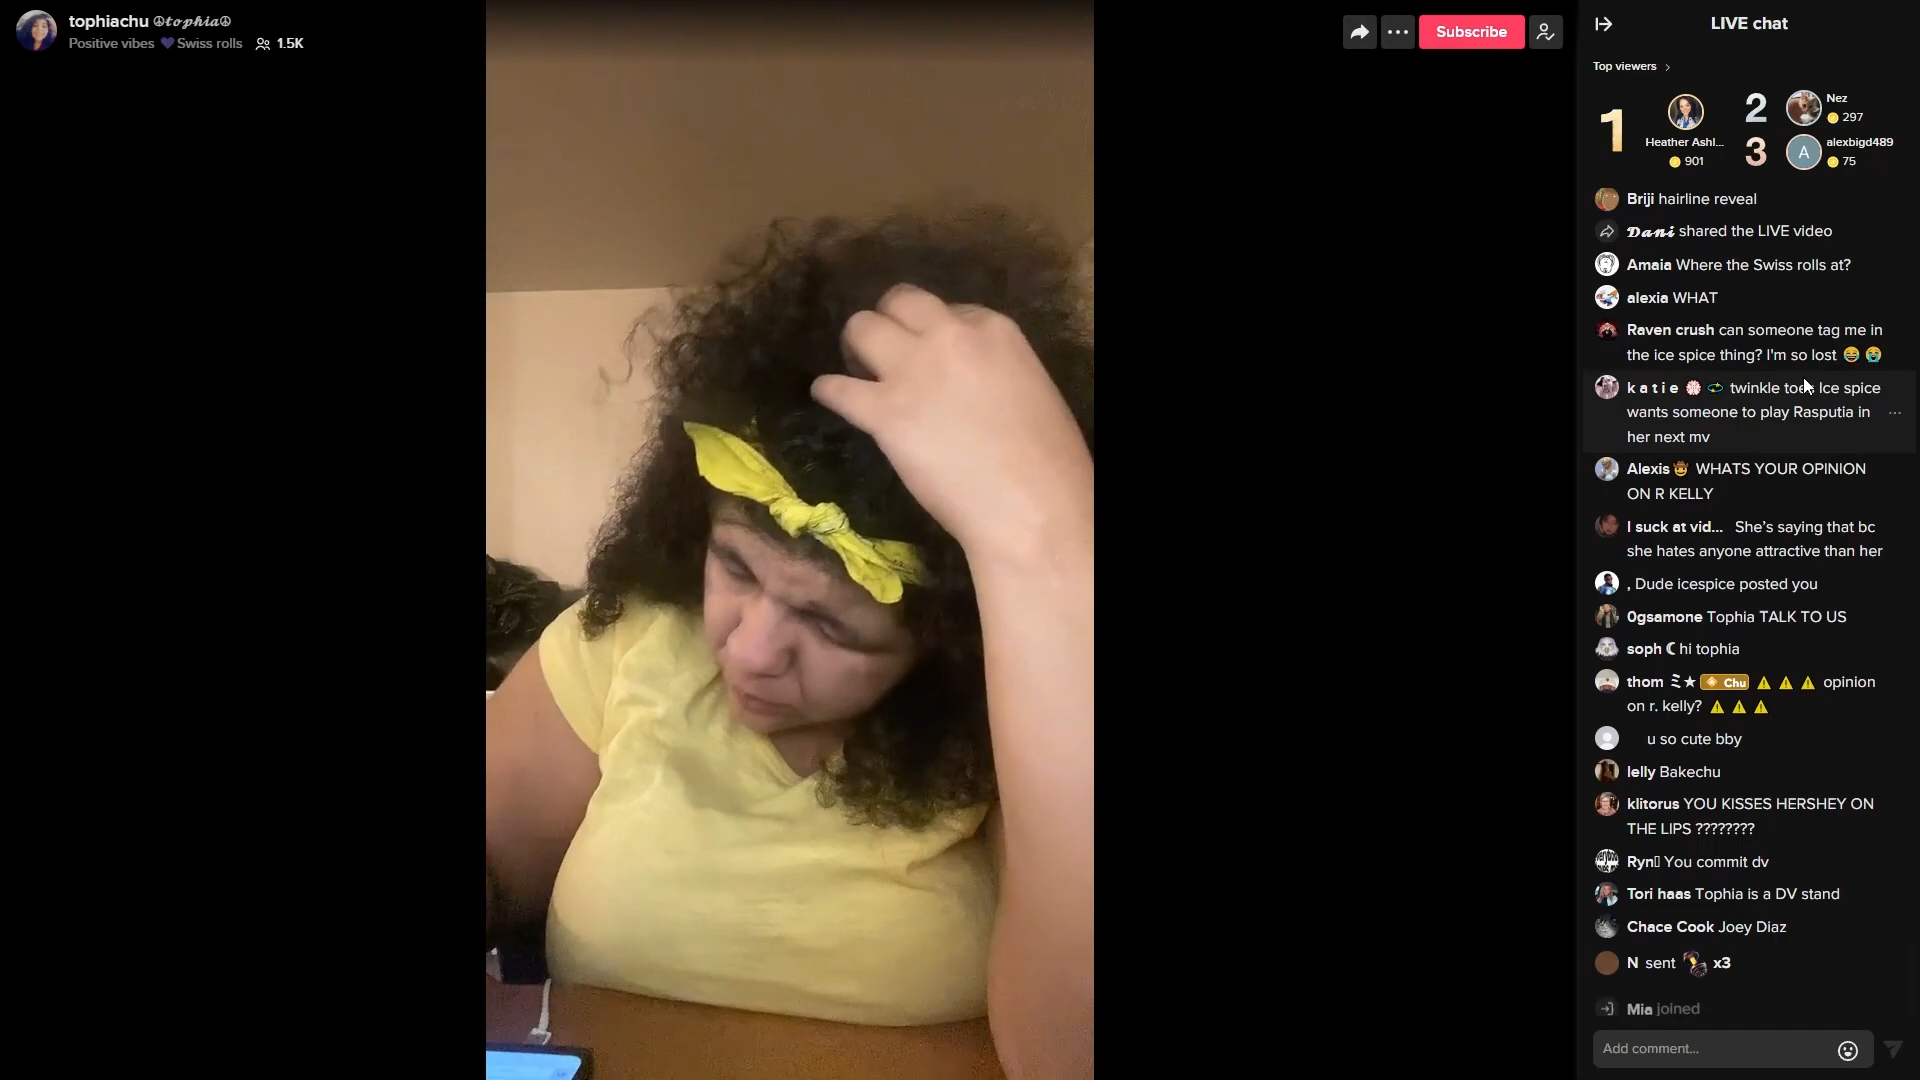 tophiachu ☮𝓽𝓸𝓹𝓱𝓲𝓪☮
Positive vibes 💜Swiss rolls 1.5K
Subscribe
LIVE chat
Top viewers >
1
Heather Ashl...
901
2
Nez
297
3
A
alexbigd489
75
Briji hairline reveal
𝓓𝓪𝓷𝓲 shared the LIVE video
Amaia Where the Swiss rolls at?
alexia WHAT
Raven crush can someone tag me in
the ice spice thing? I'm so lost 😂 😭
k a t i e twinkle toes Ice spice
wants someone to play Rasputia in
her next mv
Alexis🤠 WHATS YOUR OPINION
ON R KELLY
I suck at vid... She's saying that bc
she hates anyone attractive than her
, Dude icespice posted you
0gsamone Tophia TALK TO US
soph ☾ hi tophia
thom ミ★ Chu ⚠️ ⚠️ ⚠️ opinion
on r. kelly? ⚠️ ⚠️ ⚠️
u so cute bby
lelly Bakechu
klitorus YOU KISSES HERSHEY ON
THE LIPS ????????
Ryn▯ You commit dv
Tori haas Tophia is a DV stand
Chace Cook Joey Diaz
N sent x3
Mia joined
Add comment...